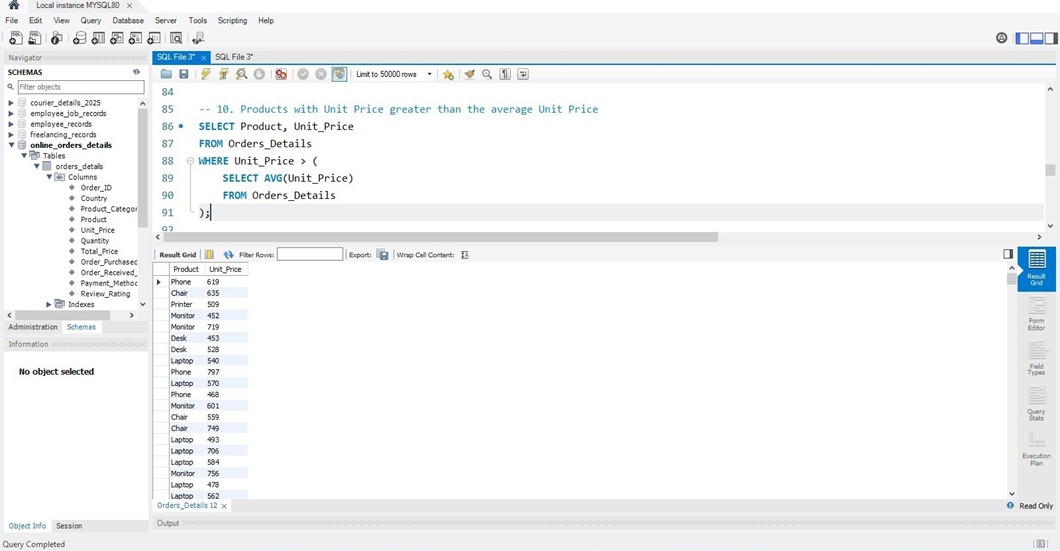 Local instance MYSQL80
File Edit View Query Database Server Tools Scripting Help
Navigator
SCHEMAS
Filter objects
courier_details_2025
employee_job_records
employee_records
freelancing_records
online_orders_details
Tables
orders_details
Columns
Order_ID
Country
Product_Categor
Product
Unit_Price
Quantity
Total_Price
Order_Purchased
Order_Received_
Payment_Method
Review_Rating
Indexes
Administration Schemas
Information
No object selected
Object Info Session
SQL File 3* SQL File 3*
Limit to 50000 rows
84
85 -- 10. Products with Unit Price greater than the average Unit Price
86 SELECT Product, Unit_Price
87 FROM Orders_Details
88 WHERE Unit_Price > (
89 SELECT AVG(Unit_Price)
90 FROM Orders_Details
91 );
92
Result Grid Filter Rows: Export: Wrap Cell Content:
Product Unit_Price
Phone 619
Chair 635
Printer 509
Monitor 452
Monitor 719
Desk 453
Desk 528
Laptop 540
Phone 797
Laptop 570
Phone 468
Monitor 601
Chair 559
Chair 749
Laptop 493
Laptop 706
Laptop 584
Monitor 756
Laptop 478
Laptop 562
Result
Grid
Form
Editor
Field
Types
Query
Stats
Execution
Plan
Orders_Details 12
Read Only
Output
Query Completed